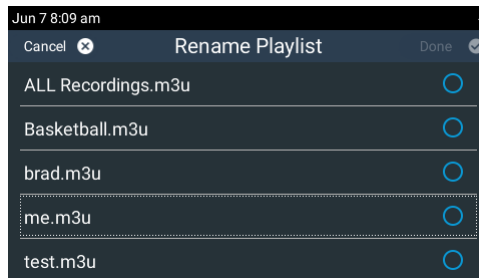 Jun 7 8:09 am
Cancel Rename Playlist Done
ALL Recordings.m3u
Basketball.m3u
brad.m3u
me.m3u
test.m3u